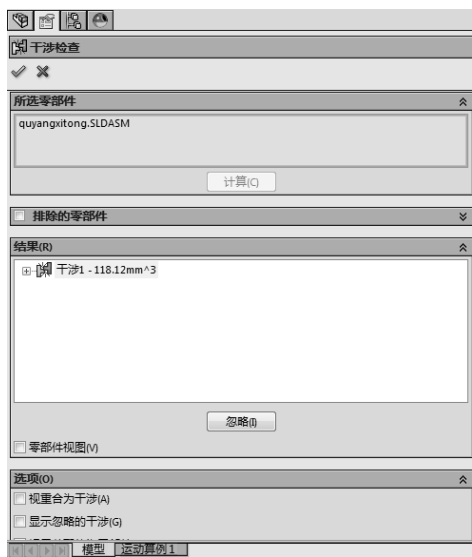 干涉检查
所选零部件
quyangxitong.SLDASM
计算(C)
排除的零部件
结果(R)
干涉1 - 118.12mm^3
忽略(I)
零部件视图(V)
选项(O)
视重合为干涉(A)
显示忽略的干涉(G)
模型 运动算例 1